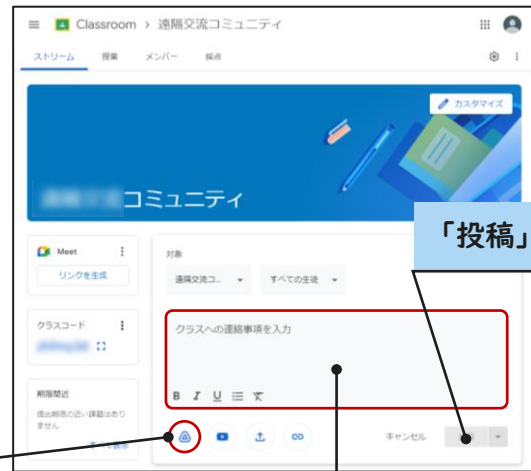 Classroom > 遠隔交流コミュニティ
ストリーム 授業 メンバー 採点
カスタマイズ
コミュニティ
「投稿」
Meet
リンクを生成
対象
遠隔交流コ... すべての生徒
クラスコード
クラスへの連絡事項を入力
期限間近
提出期限の近い課題はあり
ません
すべて表示
B I U
キャンセル